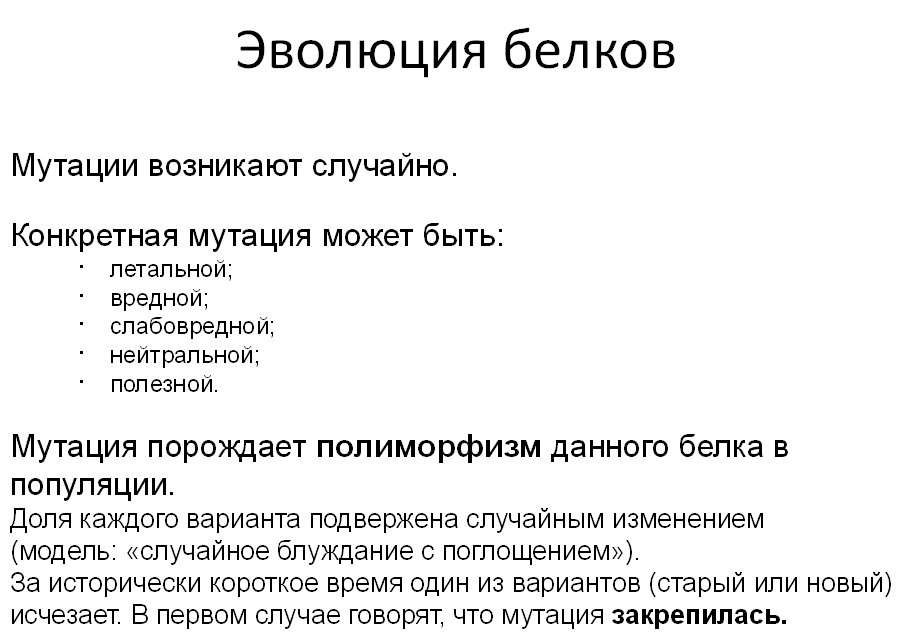 Эволюция белков
Мутации возникают случайно.
Конкретная мутация может быть:
· летальной;
· вредной;
· слабовредной;
· нейтральной;
· полезной.
Мутация порождает полиморфизм данного белка в
популяции.
Доля каждого варианта подвержена случайным изменением
(модель: «случайное блуждание с поглощением»).
За исторически короткое время один из вариантов (старый или новый)
исчезает. В первом случае говорят, что мутация закрепилась.